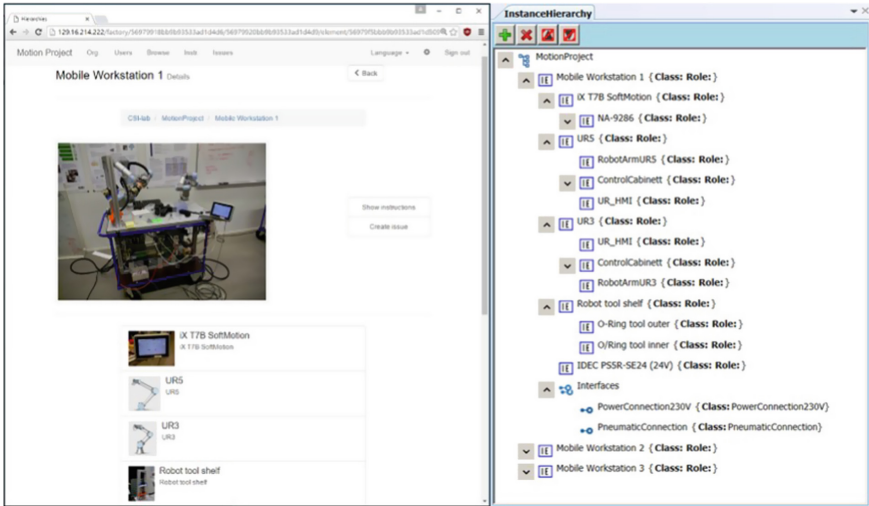 Hierarchies
129.16.214.222/factory/
Motion Project Org Users Browse Instr Issues Language Sign out
Mobile Workstation 1 Details
Back
CSI-lab / MotionProject / Mobile Workstation 1
Show instructions
Create issue
iX T7B SoftMotion
iX T7B SoftMotion
UR5
UR5
UR3
UR3
Robot tool shelf
Robot tool shelf
InstanceHierarchy
MotionProject
Mobile Workstation 1 {Class: Role:}
iX T7B SoftMotion {Class: Role:}
NA-9286 {Class: Role:}
UR5 {Class: Role:}
RobotArmUR5 {Class: Role:}
ControlCabinett {Class: Role:}
UR_HMI {Class: Role:}
UR3 {Class: Role:}
UR_HMI {Class: Role:}
ControlCabinett {Class: Role:}
RobotArmUR3 {Class: Role:}
Robot tool shelf {Class: Role:}
O-Ring tool outer {Class: Role:}
O/Ring tool inner {Class: Role:}
IDEC PS5R-SE24 (24V) {Class: Role:}
Interfaces
PowerConnection230V {Class: PowerConnection230V}
PneumaticConnection {Class: PneumaticConnection}
Mobile Workstation 2 {Class: Role:}
Mobile Workstation 3 {Class: Role:}